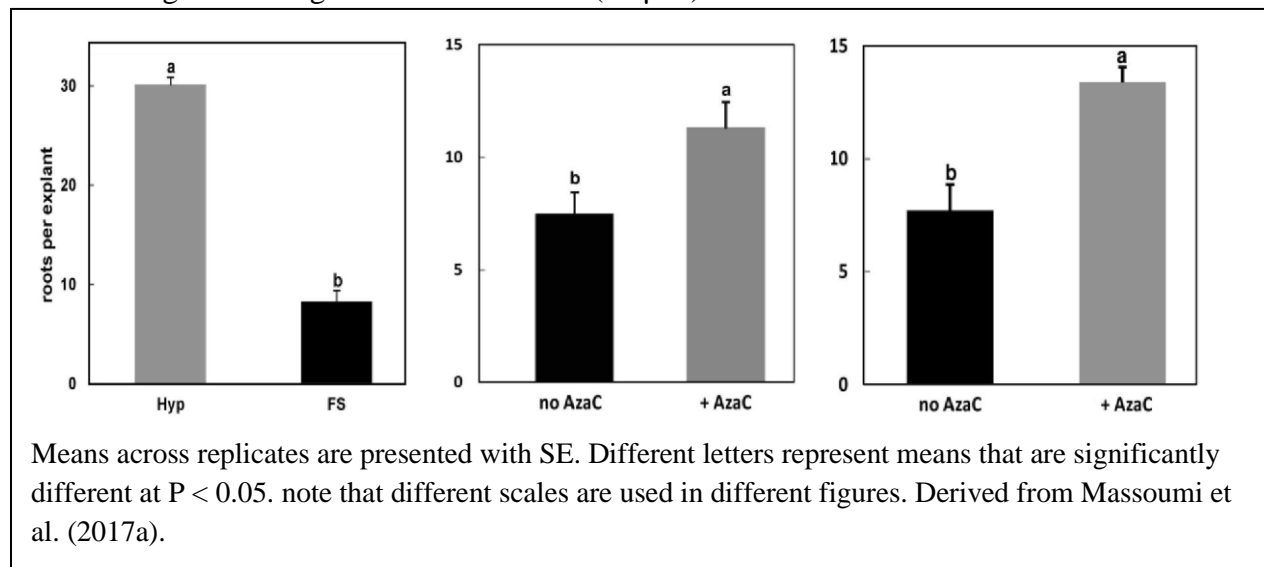 a
30
b
20
10
0
roots per explant
Hyp
FS
15
a
b
10
5
0
no AzaC
+ AzaC
15
a
b
10
5
0
no AzaC
+ AzaC
Means across replicates are presented with SE. Different letters represent means that are significantly
different at P < 0.05. note that different scales are used in different figures. Derived from Massoumi et
al. (2017a).